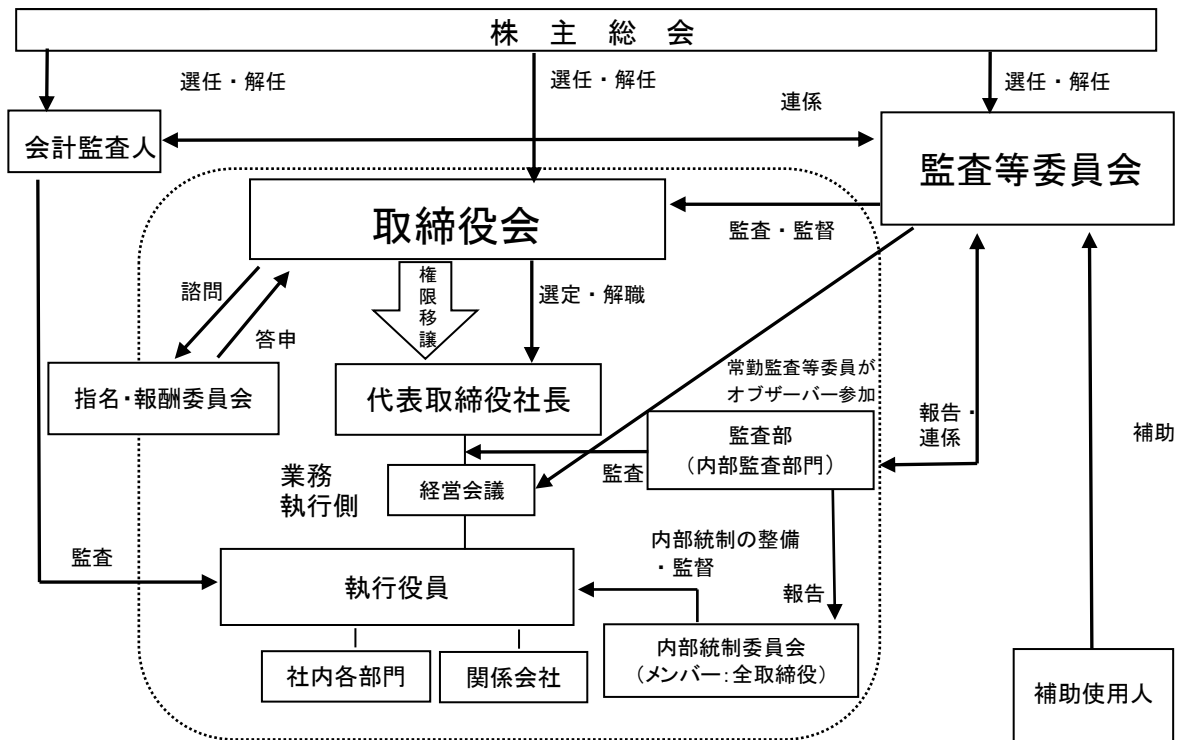 株 主 総 会
選任・解任
選任・解任
選任・解任
連係
会計監査人
監査等委員会
取締役会
監査・監督
権限移譲
選定・解職
諮問
答申
指名・報酬委員会
代表取締役社長
常勤監査等委員が
オブザーバー参加
監査部
（内部監査部門）
報告・
連係
補助
監査
業務
執行側
経営会議
内部統制の整備
・監督
監査
執行役員
報告
内部統制委員会
（メンバー：全取締役）
社内各部門
関係会社
補助使用人